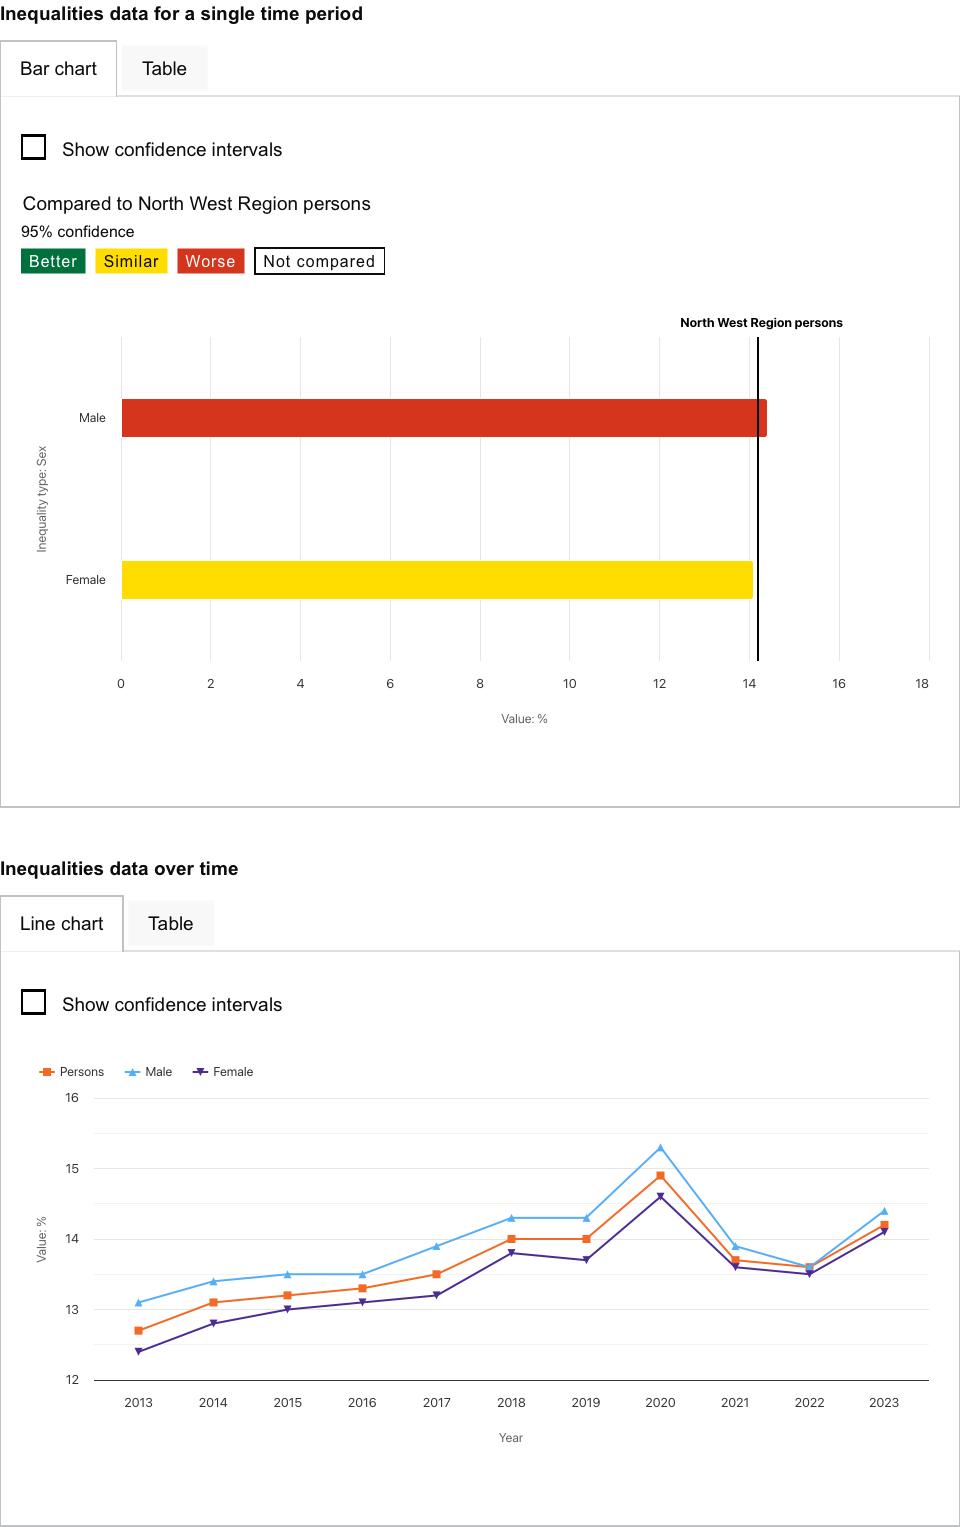 Inequalities data for a single time period
Bar chart
Table
Show confidence intervals
Compared to North West Region persons
95% confidence
Better Similar Worse Not compared
North West Region persons
Male
Inequality type: Sex
Female
0 2 4 6 8 10 12 14 16 18
Value: %
Inequalities data over time
Line chart
Table
Show confidence intervals
Persons Male Female
16
15
14
Value: %
13
12
2013 2014 2015 2016 2017 2018 2019 2020 2021 2022 2023
Year